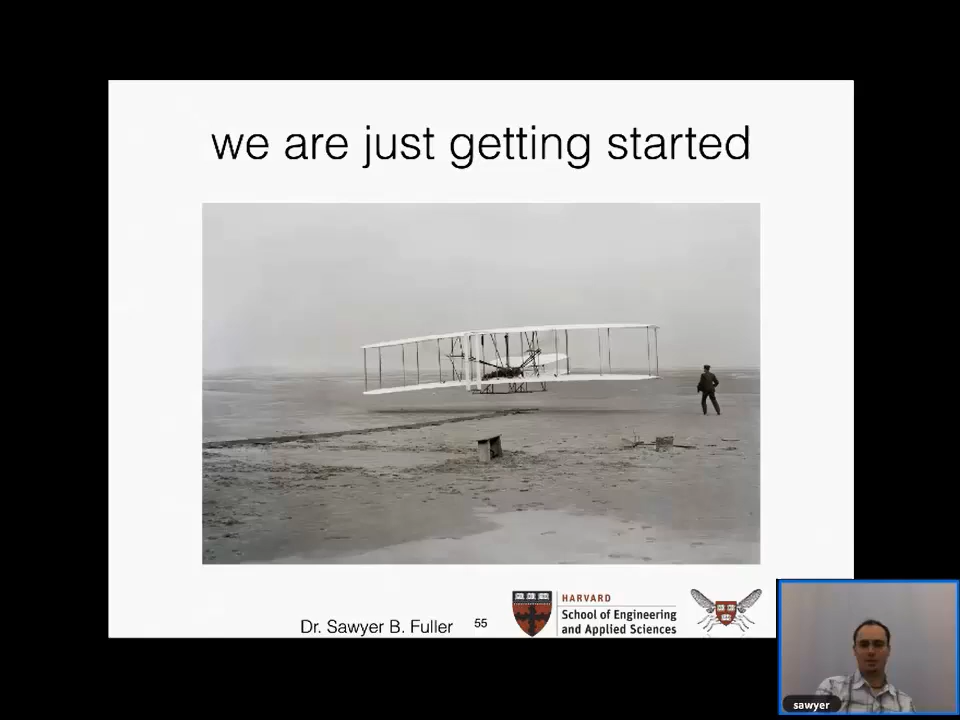 we are just getting started
Dr. Sawyer B. Fuller
55
HARVARD
School of Engineering
and Applied Sciences
sawyer